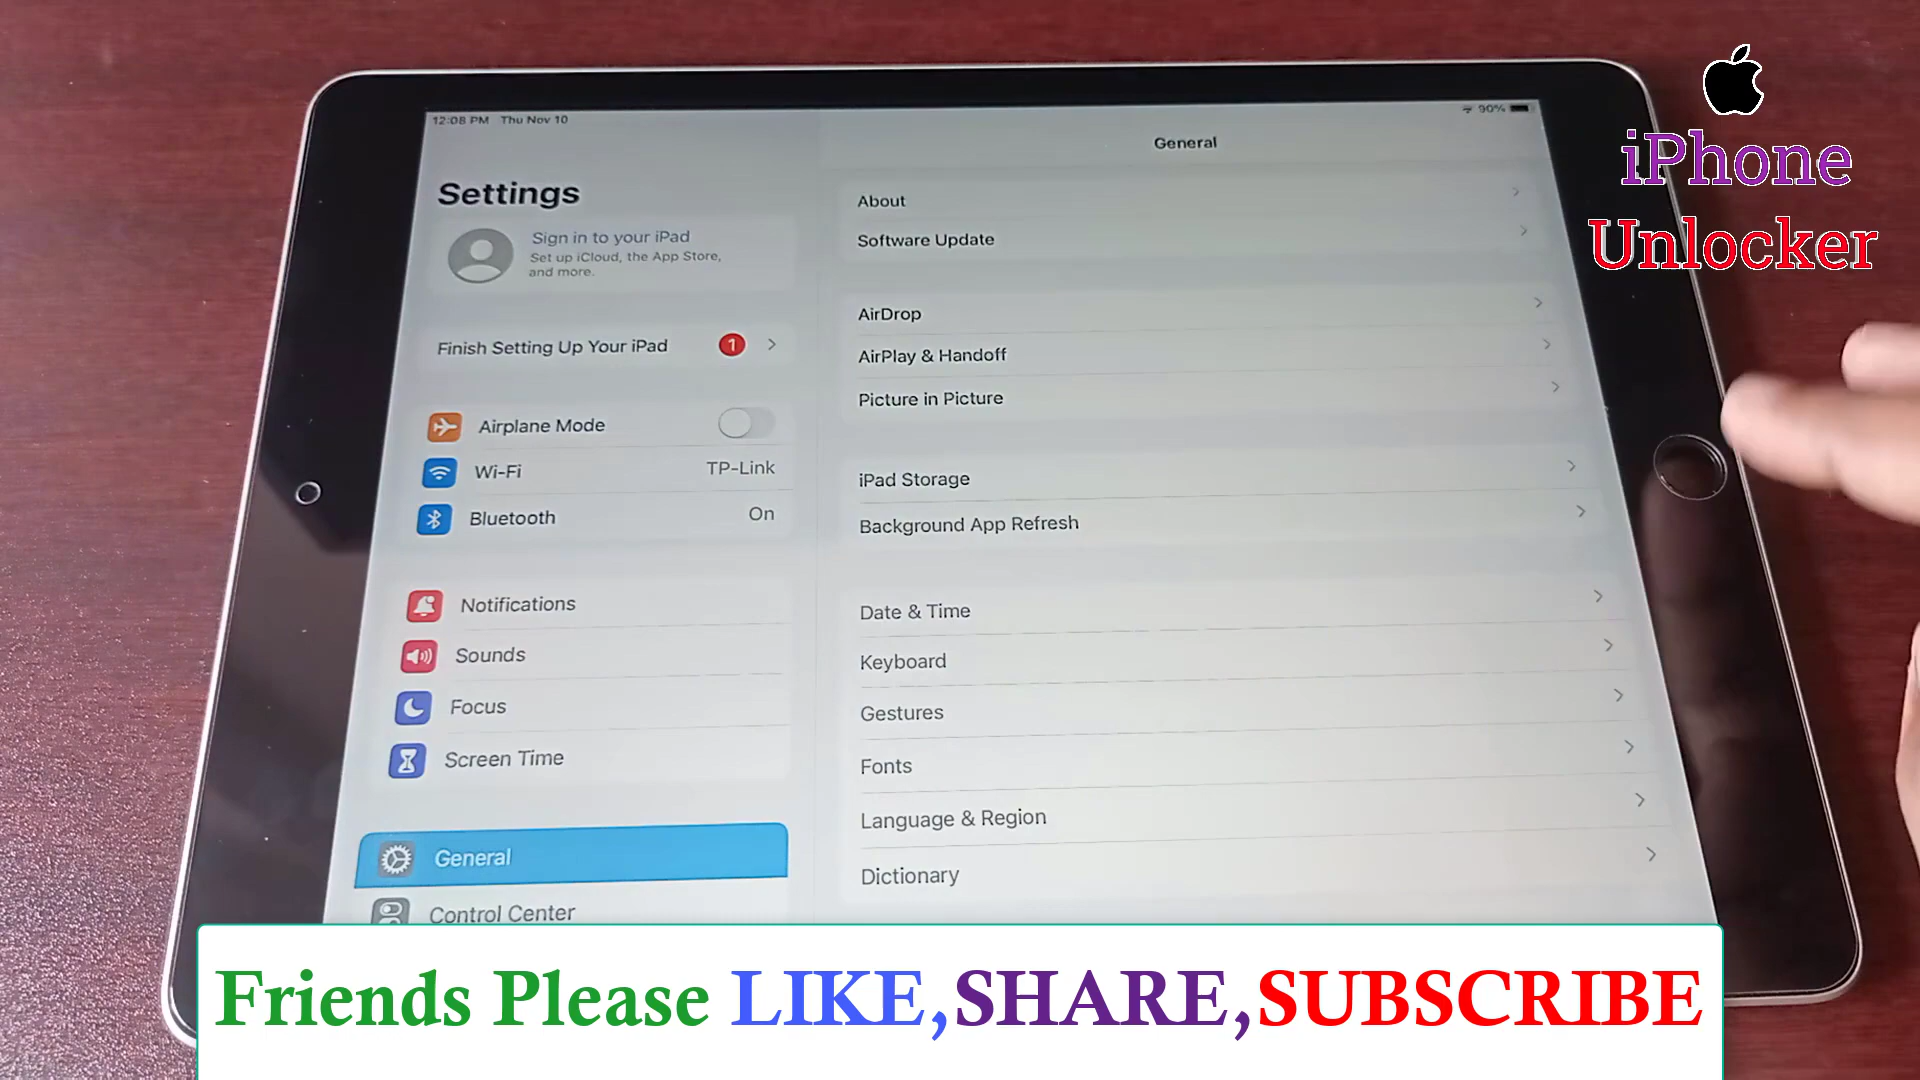 12:08 PM Thu Nov 10
90%
Settings
Sign in to your iPad
Set up iCloud, the App Store,
and more.
Finish Setting Up Your iPad 1
Airplane Mode
Wi-Fi TP-Link
Bluetooth On
Notifications
Sounds
Focus
Screen Time
General
Control Center
General
About
Software Update
AirDrop
AirPlay & Handoff
Picture in Picture
iPad Storage
Background App Refresh
Date & Time
Keyboard
Gestures
Fonts
Language & Region
Dictionary
iPhone
Unlocker
Friends Please LIKE,SHARE,SUBSCRIBE